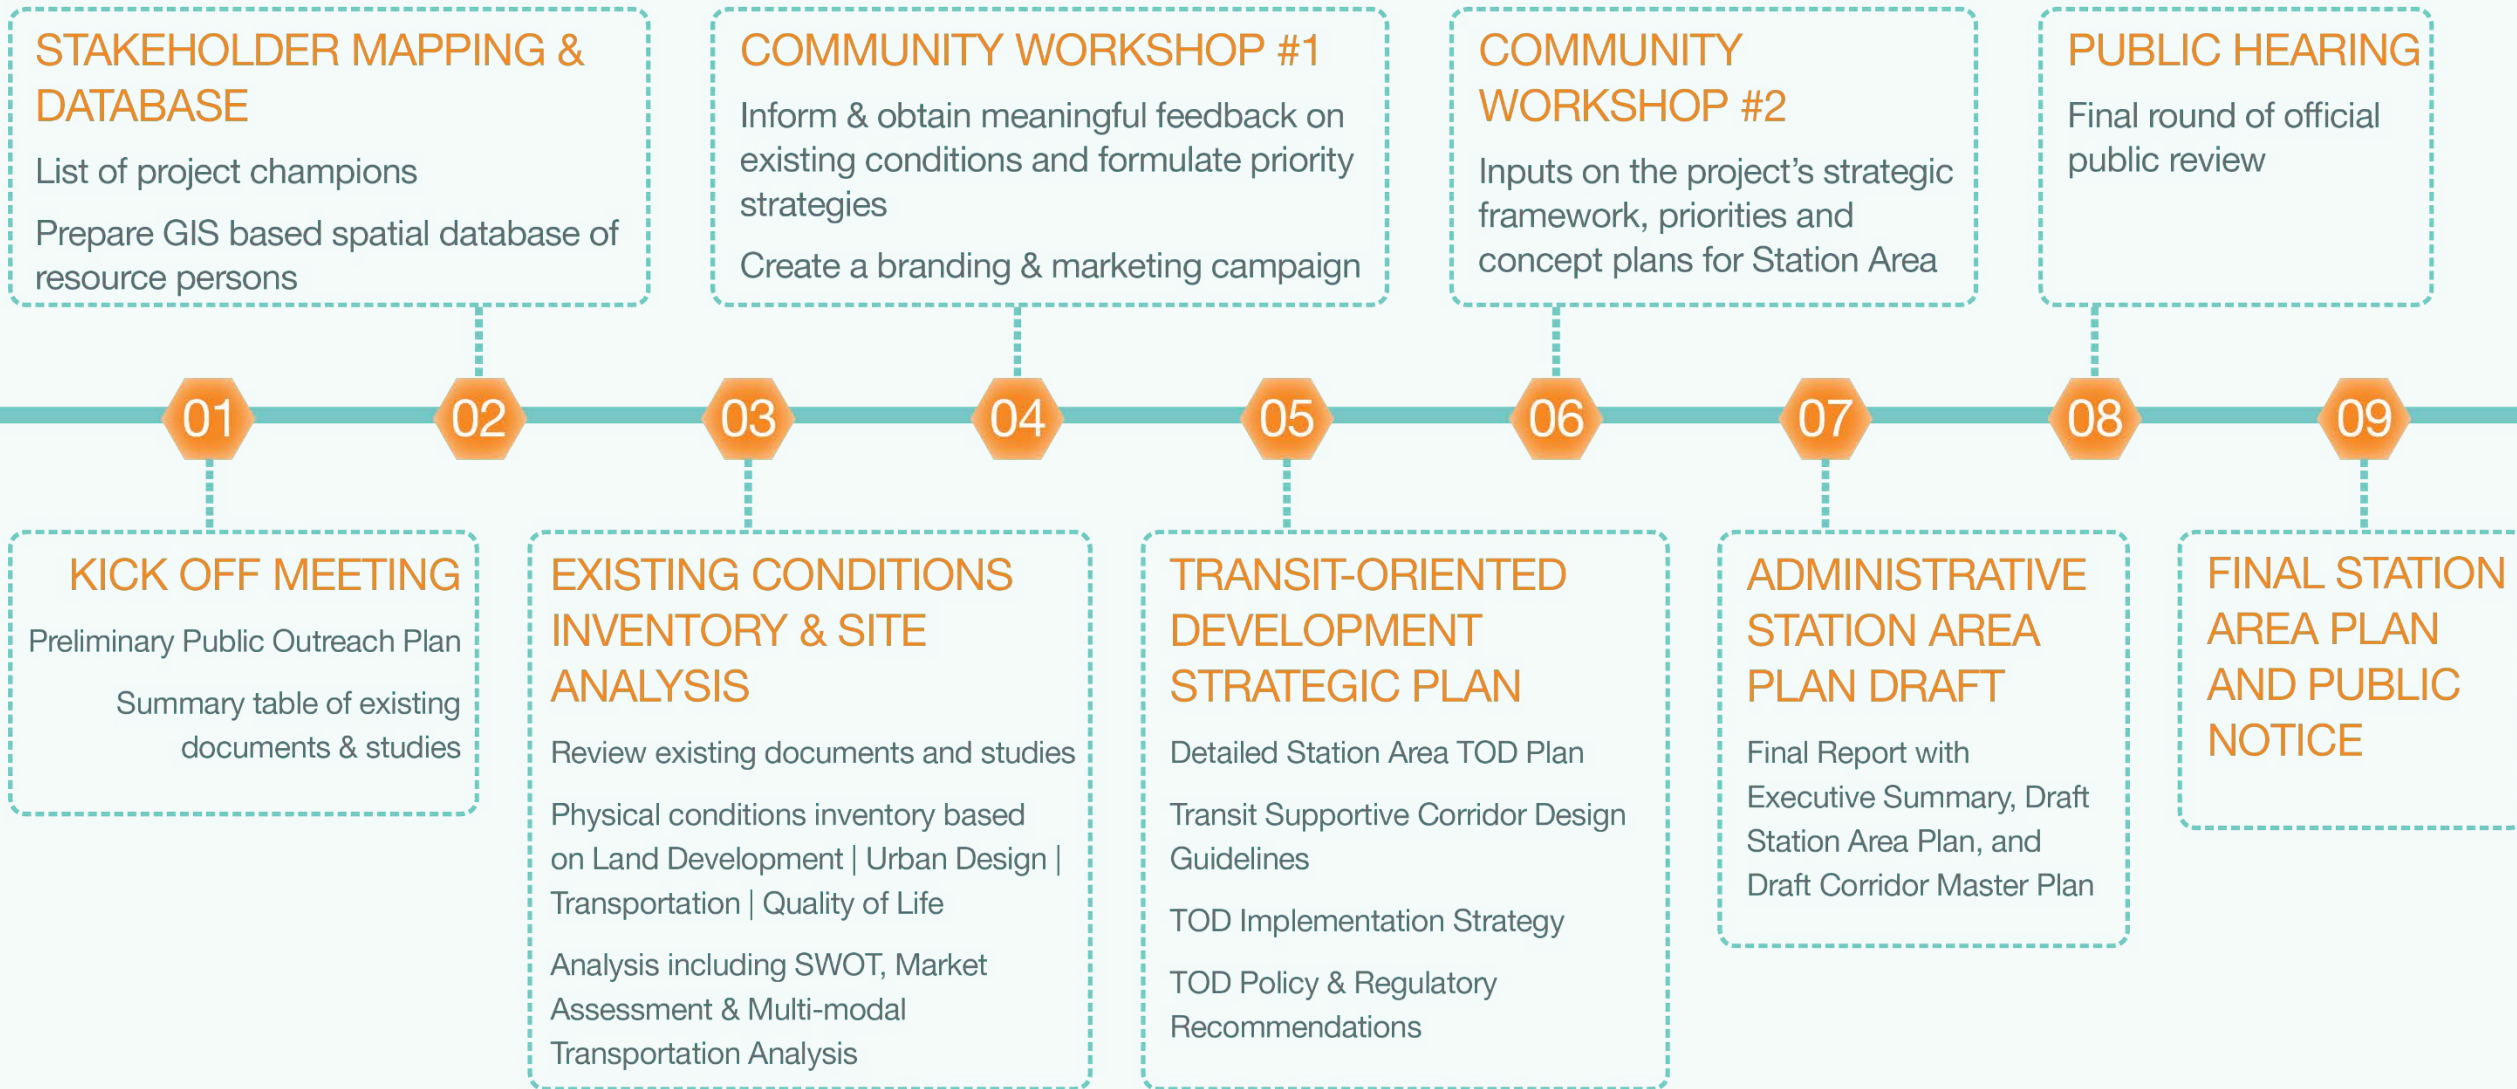 STAKEHOLDER MAPPING &
DATABASE
List of project champions
Prepare GIS based spatial database of
resource persons
COMMUNITY WORKSHOP #1
Inform & obtain meaningful feedback on
existing conditions and formulate priority
strategies
Create a branding & marketing campaign
COMMUNITY
WORKSHOP #2
Inputs on the project’s strategic
framework, priorities and
concept plans for Station Area
PUBLIC HEARING
Final round of official
public review
01
02
03
04
05
06
07
08
09
KICK OFF MEETING
Preliminary Public Outreach Plan
Summary table of existing
documents & studies
EXISTING CONDITIONS
INVENTORY & SITE
ANALYSIS
Review existing documents and studies
Physical conditions inventory based
on Land Development | Urban Design |
Transportation | Quality of Life
Analysis including SWOT, Market
Assessment & Multi-modal
Transportation Analysis
TRANSIT-ORIENTED
DEVELOPMENT
STRATEGIC PLAN
Detailed Station Area TOD Plan
Transit Supportive Corridor Design
Guidelines
TOD Implementation Strategy
TOD Policy & Regulatory
Recommendations
ADMINISTRATIVE
STATION AREA
PLAN DRAFT
Final Report with
Executive Summary, Draft
Station Area Plan, and
Draft Corridor Master Plan
FINAL STATION
AREA PLAN
AND PUBLIC
NOTICE